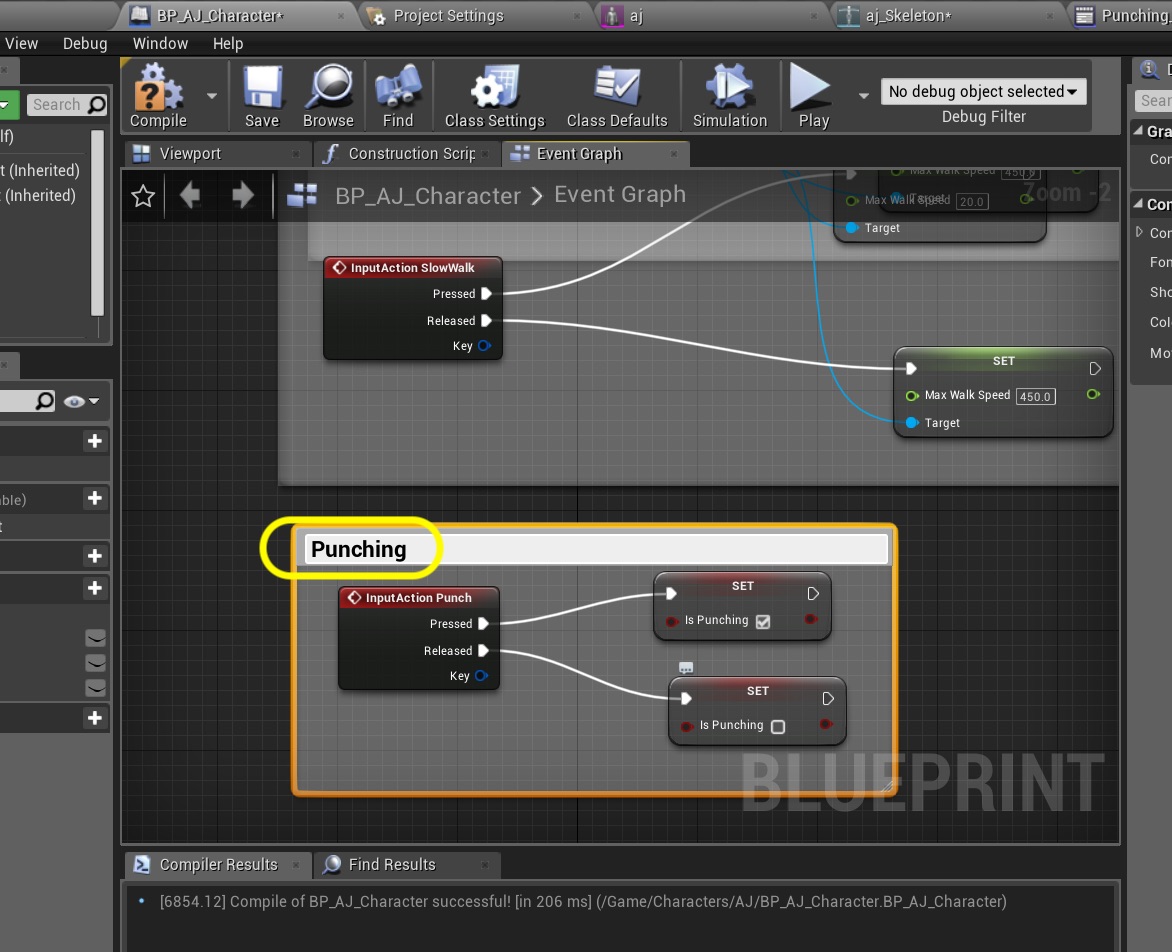 BP_AJ_Character*
Project Settings
aj
aj_Skeleton*
Punching_
View Debug Window Help
Search
Compile
Save
Browse
Find
Class Settings
Class Defaults
Simulation
Play
No debug object selected
Debug Filter
lf)
t (Inherited)
t (Inherited)
able)
t
Viewport
Construction Scrip
Event Graph
BP_AJ_Character > Event Graph
Zoom -2
Max Walk Speed 450.0
Target
Max Walk Speed 20.0
Target
InputAction SlowWalk
Pressed
Released
Key
SET
Max Walk Speed 450.0
Target
Punching
InputAction Punch
Pressed
Released
Key
SET
Is Punching
SET
Is Punching
BLUEPRINT
D
Sear
Gra
Cor
Con
Cor
Fon
Sho
Col
Mo
Compiler Results
Find Results
[6854.12] Compile of BP_AJ_Character successful! [in 206 ms] (/Game/Characters/AJ/BP_AJ_Character.BP_AJ_Character)